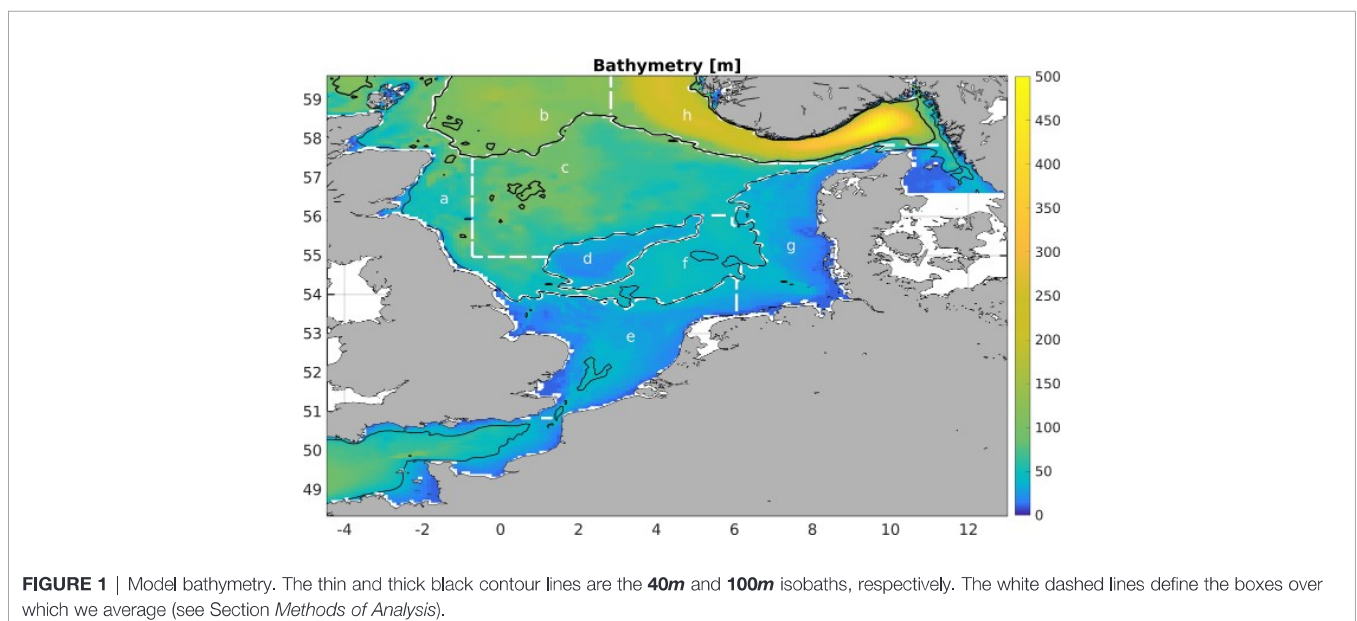 Bathymetry [m]
59
58
57
56
55
54
53
52
51
50
49
-4 -2 0 2 4 6 8 10 12
b
h
c
a
d
f
g
e
500
450
400
350
300
250
200
150
100
50
0
FIGURE 1 | Model bathymetry. The thin and thick black contour lines are the 40m and 100m isobaths, respectively. The white dashed lines define the boxes over
which we average (see Section Methods of Analysis).